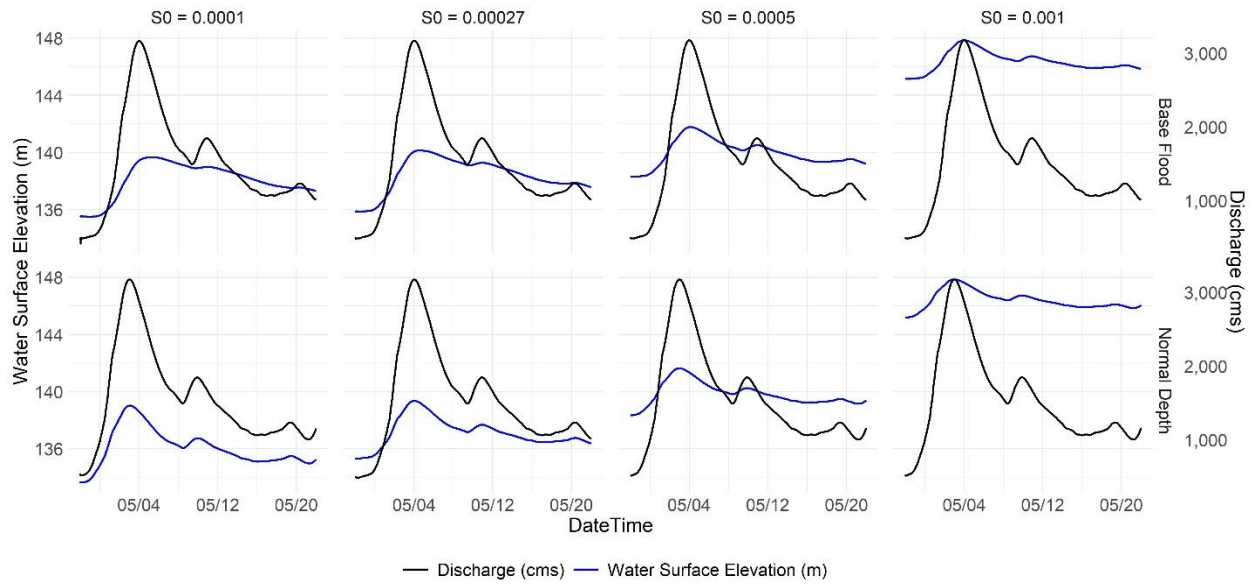 S0 = 0.0001 S0 = 0.00027 S0 = 0.0005 S0 = 0.001
Water Surface Elevation (m)
148
144
140
136
3,000
2,000
1,000
Base Flood
148
144
140
136
3,000
2,000
1,000
Normal Depth
Discharge (cms)
05/04 05/12 05/20 05/04 05/12 05/20 05/04 05/12 05/20 05/04 05/12 05/20
DateTime
Discharge (cms) Water Surface Elevation (m)